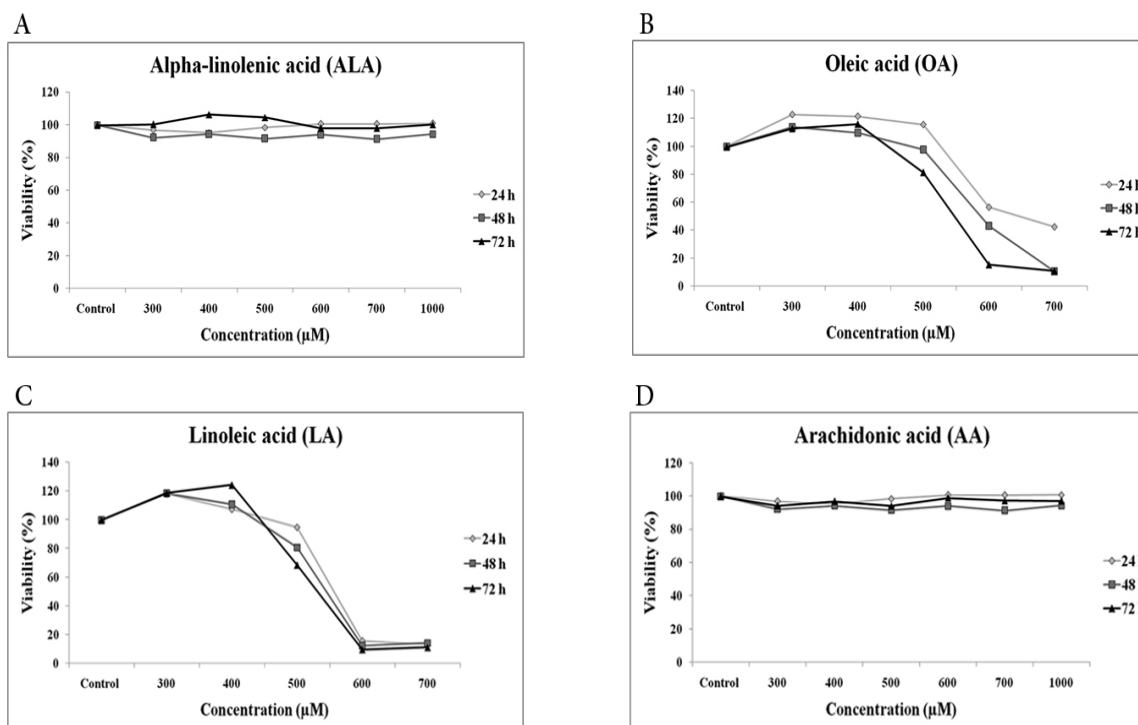 A
Alpha-linolenic acid (ALA)
120
100
80
60
40
20
0
Viability (%)
Control 300 400 500 600 700 1000
Concentration (µM)
24 h
48 h
72 h
B
Oleic acid (OA)
140
120
100
80
60
40
20
0
Viability (%)
Control 300 400 500 600 700
Concentration (µM)
24 h
48 h
72 h
C
Linoleic acid (LA)
140
120
100
80
60
40
20
0
Viability (%)
Control 300 400 500 600 700
Concentration (µM)
24 h
48 h
72 h
D
Arachidonic acid (AA)
120
100
80
60
40
20
0
Viability (%)
Control 300 400 500 600 700 1000
Concentration (µM)
24
48
72